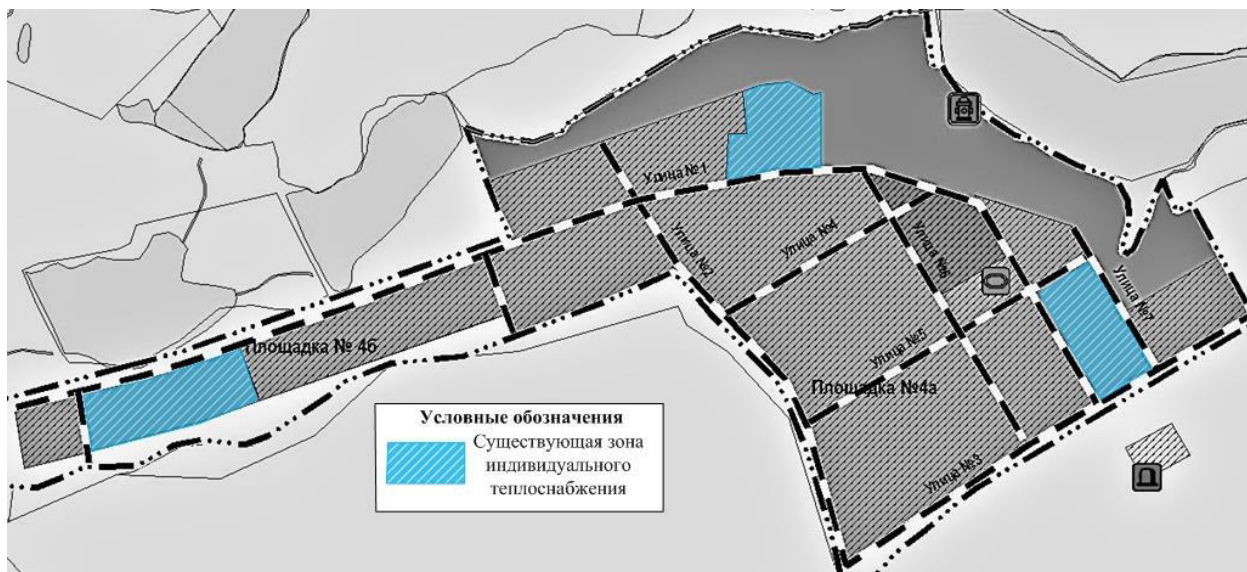 Улица №1
Улица №4
Улица №2
Улица №6
Улица №7
Улица №5
Площадка № 4б
Площадка №4а
Улица №3
Условные обозначения
Существующая зона
индивидуального
теплоснабжения